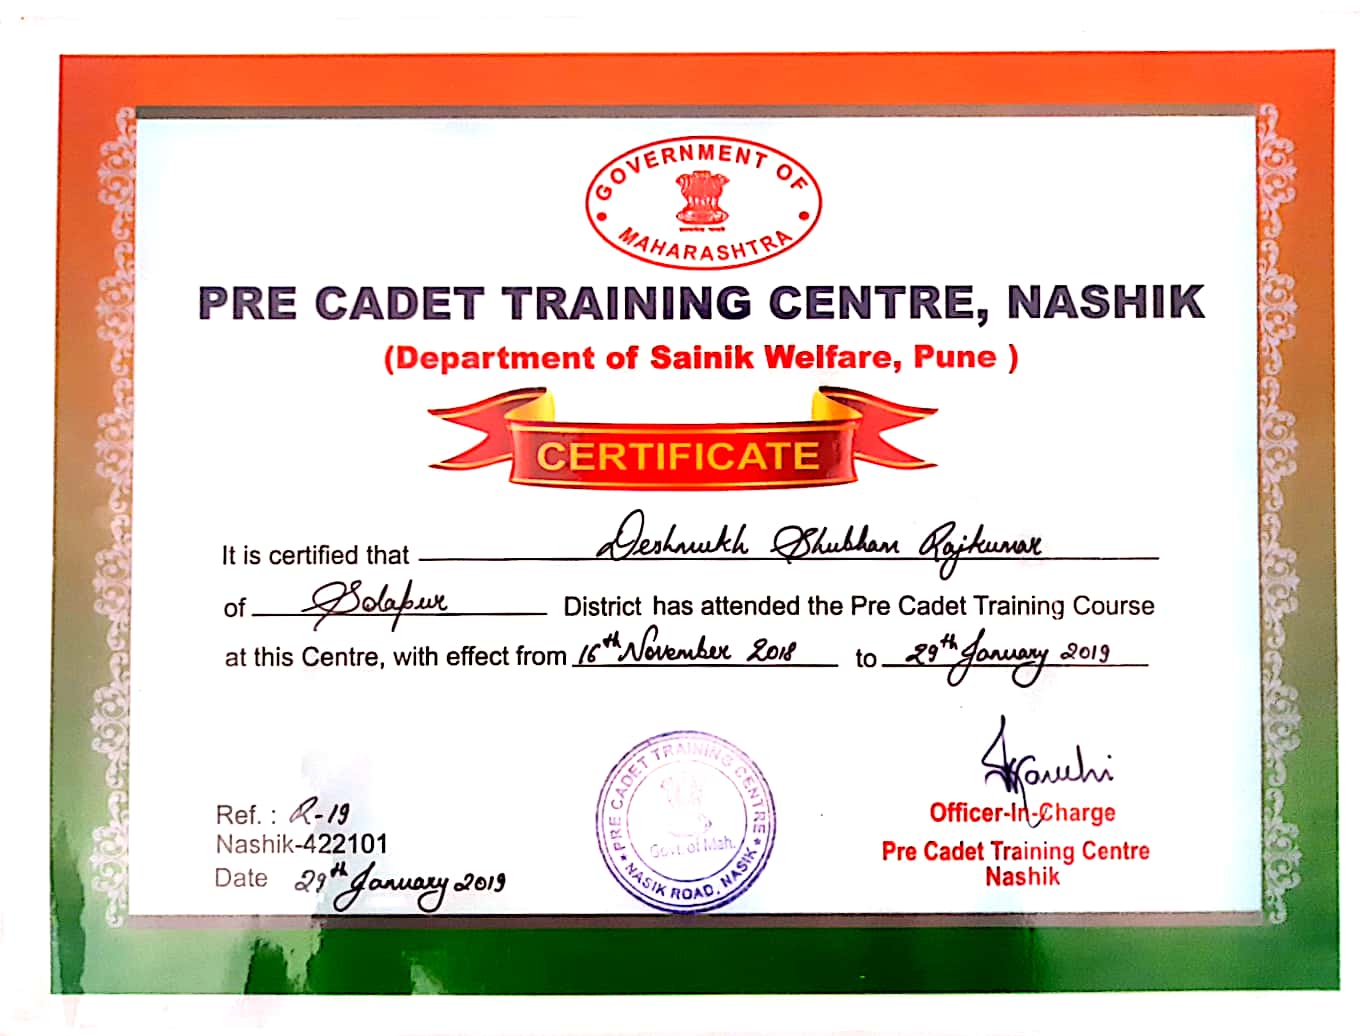 GOVERNMENT OF
MAHARASHTRA
PRE CADET TRAINING CENTRE, NASHIK
(Department of Sainik Welfare, Pune )
CERTIFICATE
It is certified that Deshmukh Shubham Rajkumar
of Solapur District has attended the Pre Cadet Training Course
at this Centre, with effect from 16th November 2018 to 29th January 2019
Ref. : R-19
Nashik-422101
Date 29th January 2019
PRE CADET TRAINING CENTRE
Govt. of Mah.
NASIK ROAD, NASIK
Officer-In-Charge
Pre Cadet Training Centre
Nashik